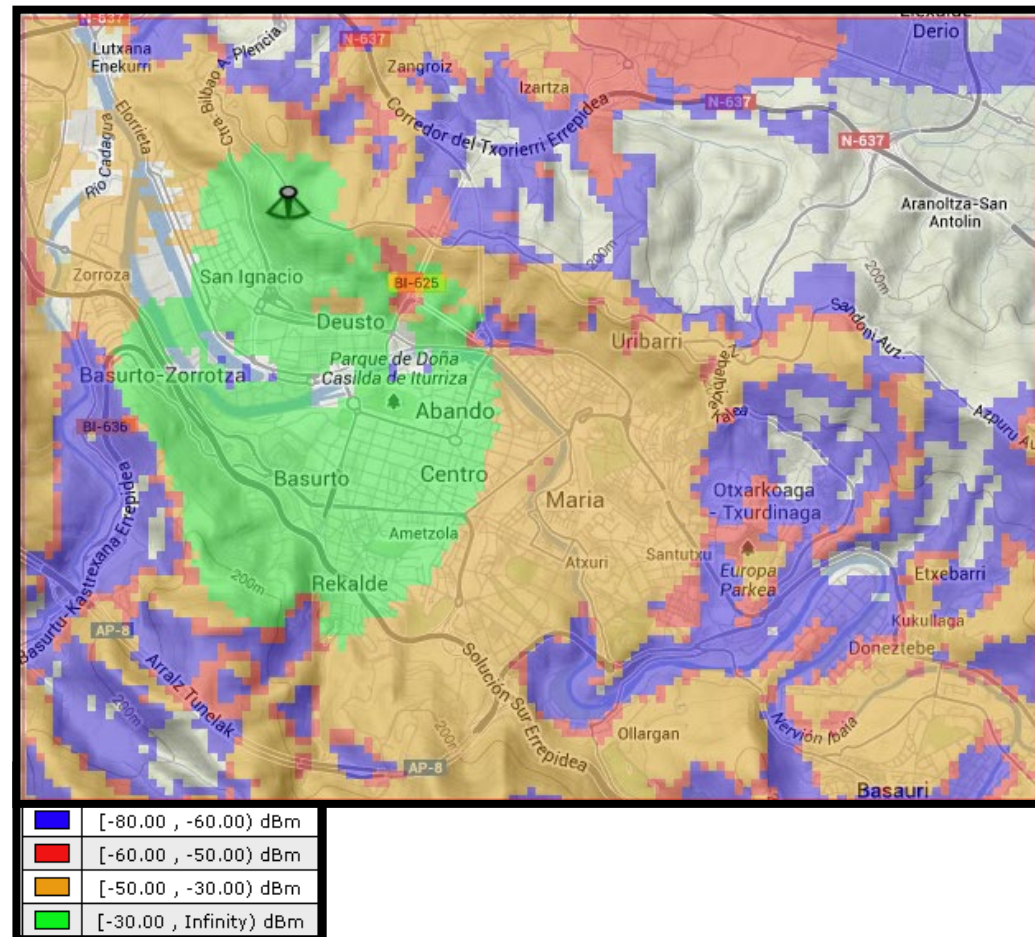 N-637
Elexalde
Derio
Lutxana
Enekurri
Ctra. Bilbao A. Plencia
N-637
Zangroiz
Izartza
Elorrieta
Corredor del Txorierri Errepidea
N-637
N-637
Río Cadagua
Aranoltza-San
Antolin
200m
200m
Zorroza
San Ignacio
BI-625
Deusto
Uribarri
Sandoni Auz.
Parque de Doña
Casilda de Iturriza
Basurto-Zorrotza
Zabalbide
Abando
Azpuru
BI-636
Basurto
Centro
Maria
Otxarkoaga
- Txurdinaga
Ametzola
Atxuri
Santutxu
Europa
Parkea
Etxebarri
200m
Rekalde
Basurtu-Kastrexana Errepidea
Kukullaga
Doneztebe
AP-8
Arraiz Tunelak
Solución Sur Errepidea
200m
200m
Ollargan
Nervión Ibaia
AP-8
Basauri
[-80.00 , -60.00) dBm
[-60.00 , -50.00) dBm
[-50.00 , -30.00) dBm
[-30.00 , Infinity) dBm